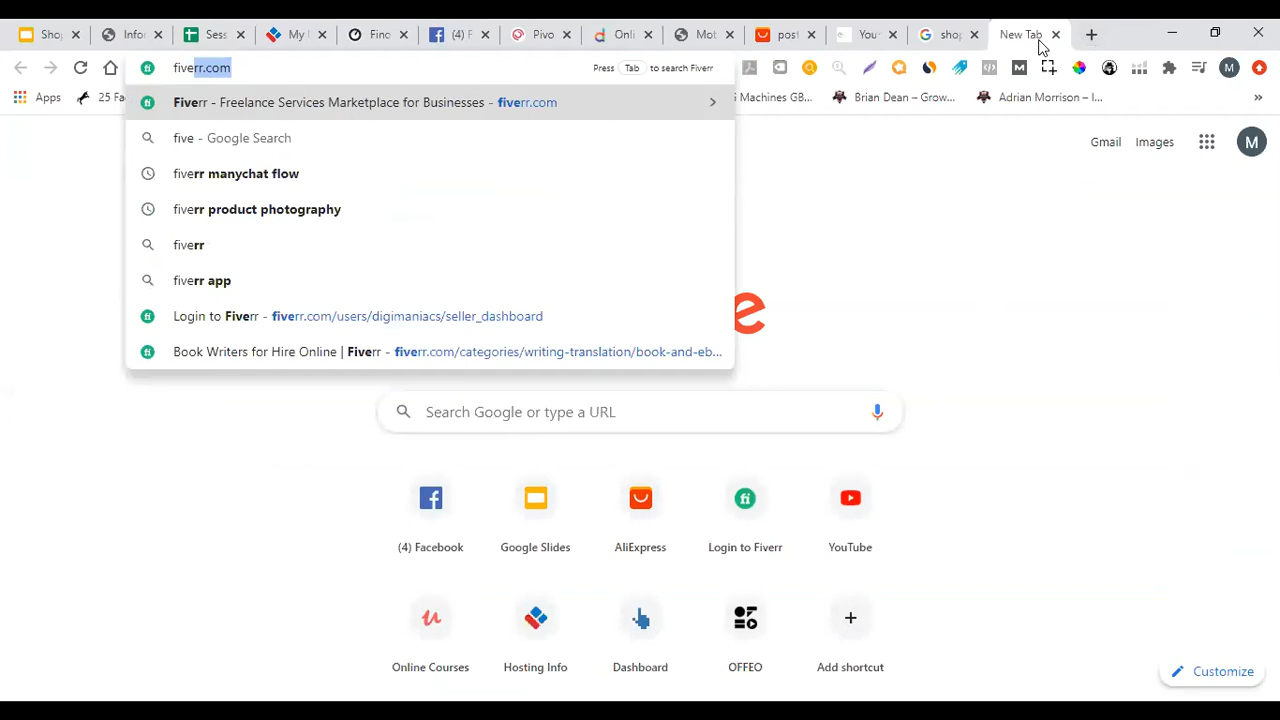 Sho
Info
Sess
My I
Finc
(4) F
Pivo
Onli
Mot
post
You
shop
New Tab
fiverr.com
Press Tab to search Fiverr
M
Apps
25 Fa
Machines GB...
Brian Dean – Grow...
Adrian Morrison – I...
»
Fiverr - Freelance Services Marketplace for Businesses - fiverr.com
five - Google Search
fiverr manychat flow
fiverr product photography
fiverr
fiverr app
Login to Fiverr - fiverr.com/users/digimaniacs/seller_dashboard
Book Writers for Hire Online | Fiverr - fiverr.com/categories/writing-translation/book-and-eb...
Gmail
Images
M
e
Search Google or type a URL
(4) Facebook
Google Slides
AliExpress
Login to Fiverr
YouTube
Online Courses
Hosting Info
Dashboard
OFFEO
Add shortcut
Customize